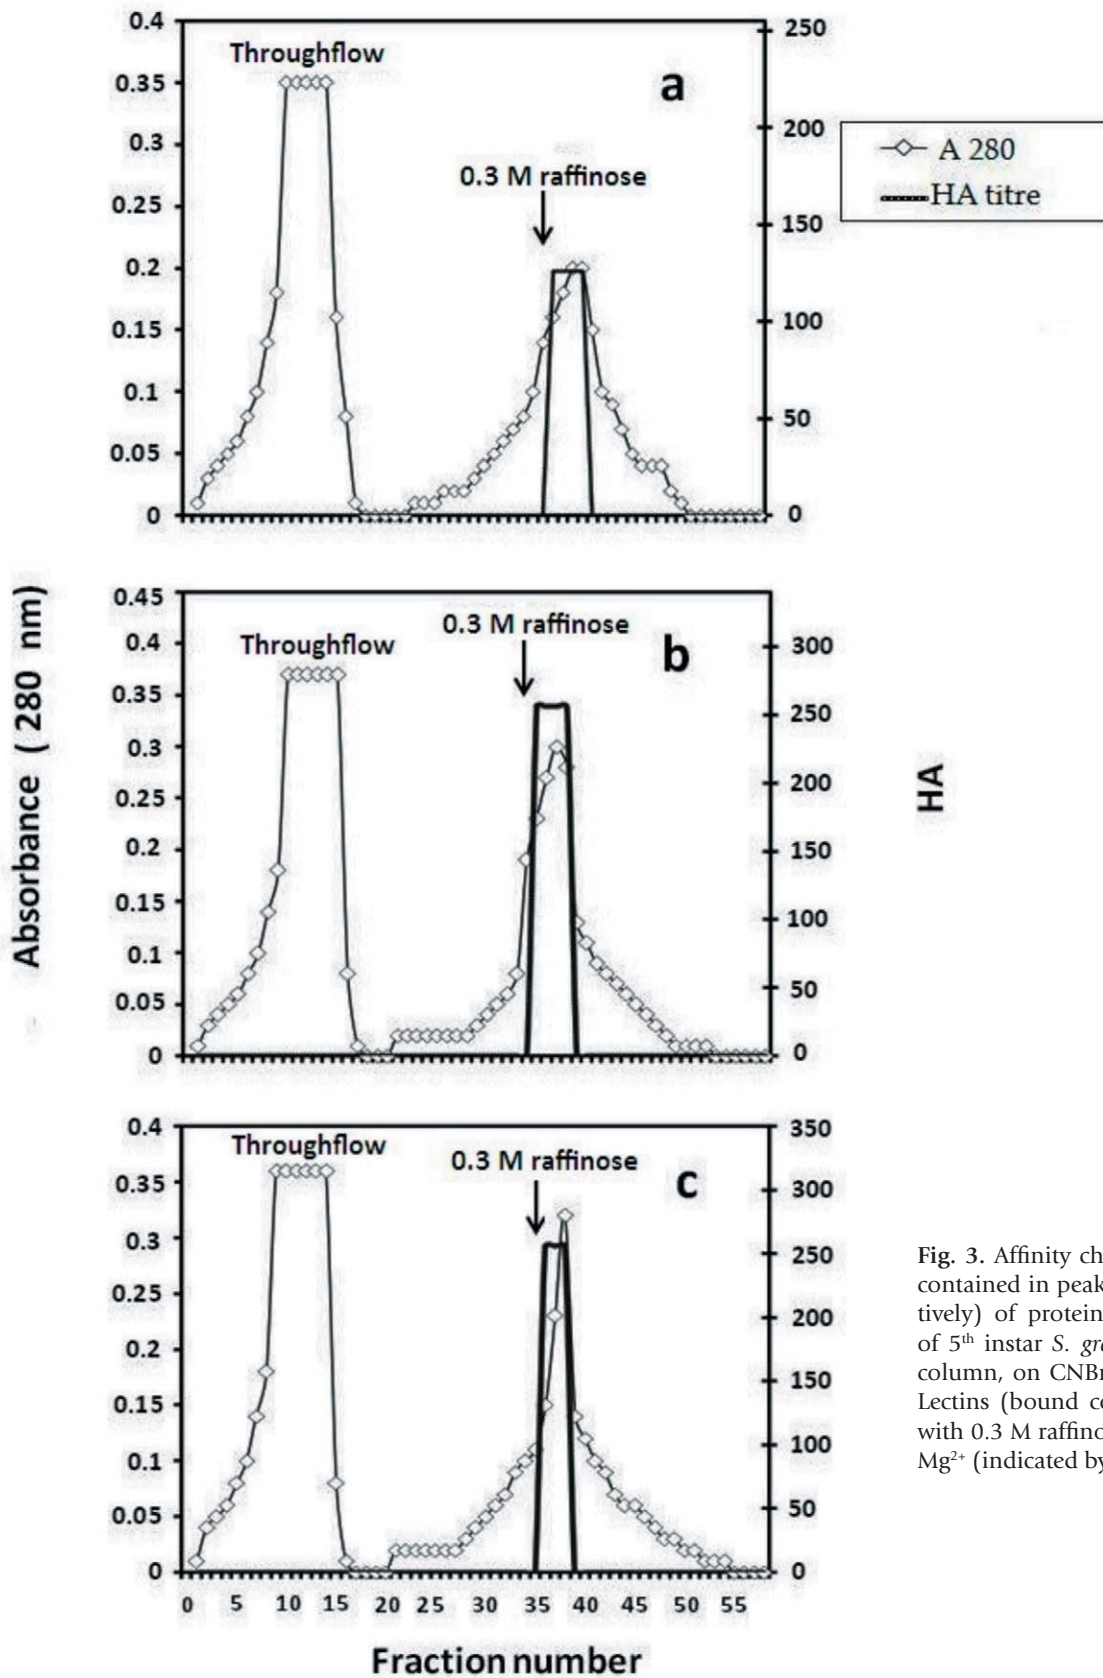 0.4
0.35
0.3
0.25
0.2
0.15
0.1
0.05
0
Throughflow
a
0.3 M raffinose
250
200
150
100
50
0
A 280
HA titre
Absorbance ( 280 nm)
0.45
0.4
0.35
0.3
0.25
0.2
0.15
0.1
0.05
0
Throughflow
0.3 M raffinose
b
300
250
200
150
100
50
0
HA
0.4
0.35
0.3
0.25
0.2
0.15
0.1
0.05
0
Throughflow
0.3 M raffinose
c
350
300
250
200
150
100
50
0
0 5 10 15 20 25 30 35 40 45 50 55
Fraction number
Fig. 3. Affinity ch
contained in peak
tively) of protein
of 5th instar S. gr
column, on CNBr
Lectins (bound c
with 0.3 M raffino
Mg2+ (indicated by